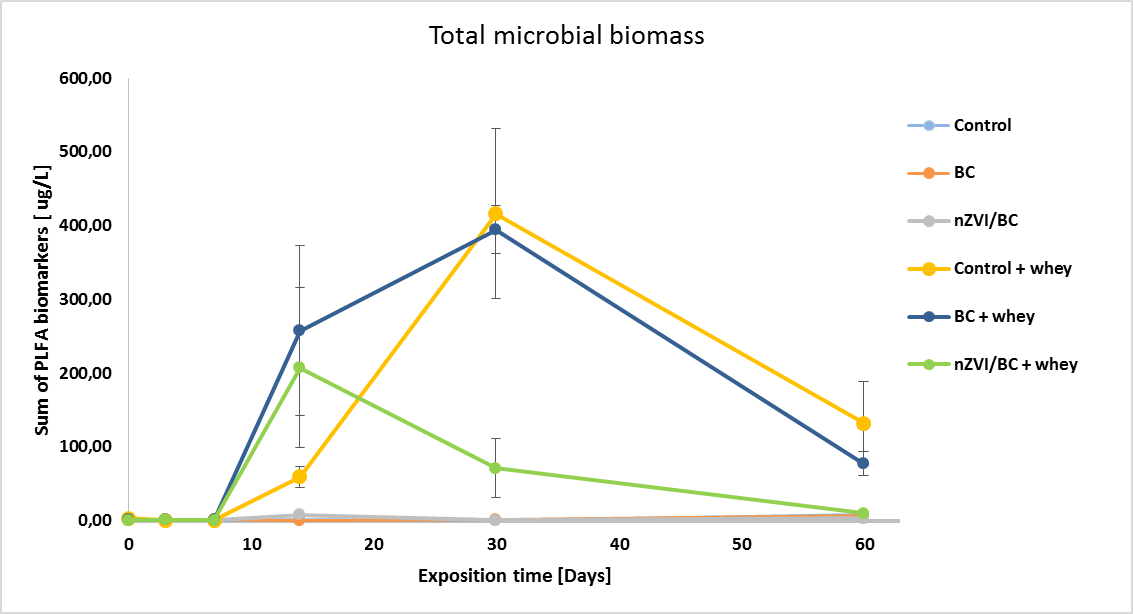 Total microbial biomass
Sum of PLFA biomarkers [ ug/L]
600,00
500,00
400,00
300,00
200,00
100,00
0,00
0 10 20 30 40 50 60
Exposition time [Days]
Control
BC
nZVI/BC
Control + whey
BC + whey
nZVI/BC + whey